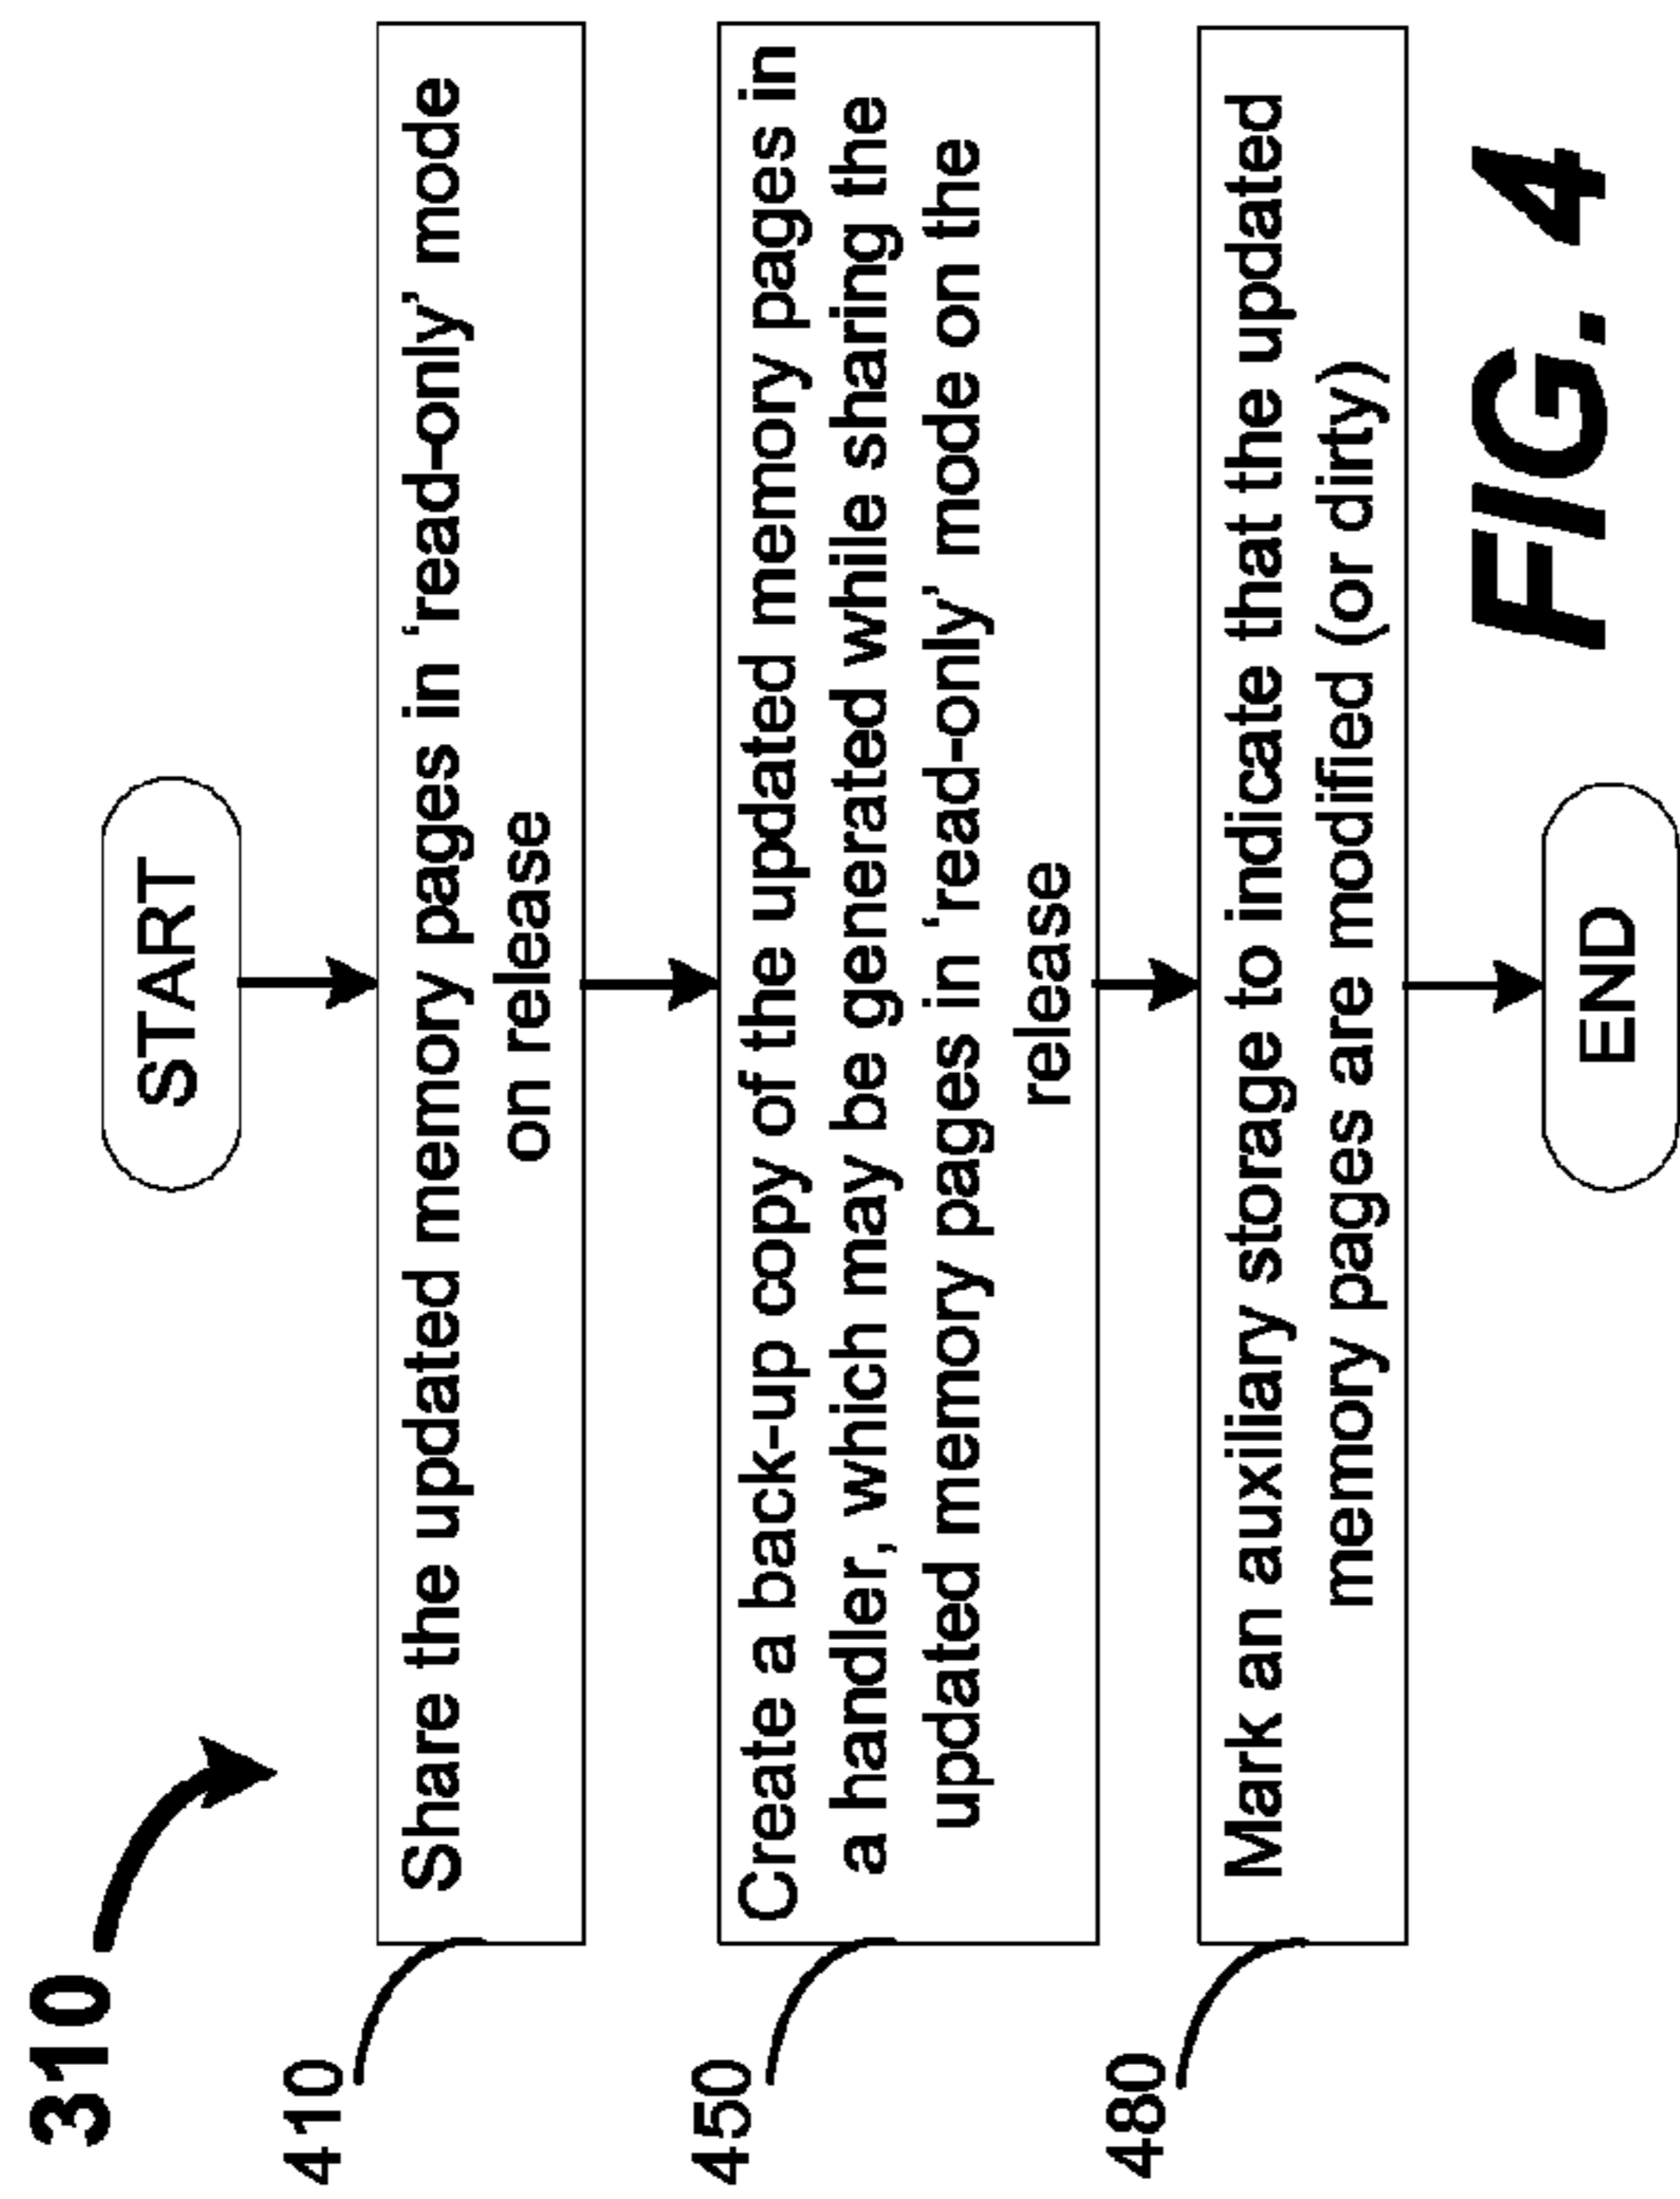 310
START
410
Share the updated memory pages in ‘read-only’ mode
on release
450
Create a back-up copy of the updated memory pages in
a handler, which may be generated while sharing the
updated memory pages in ‘read-only’ mode on the
release
480
Mark an auxiliary storage to indicate that the updated
memory pages are modified (or dirty)
END
FIG. 4